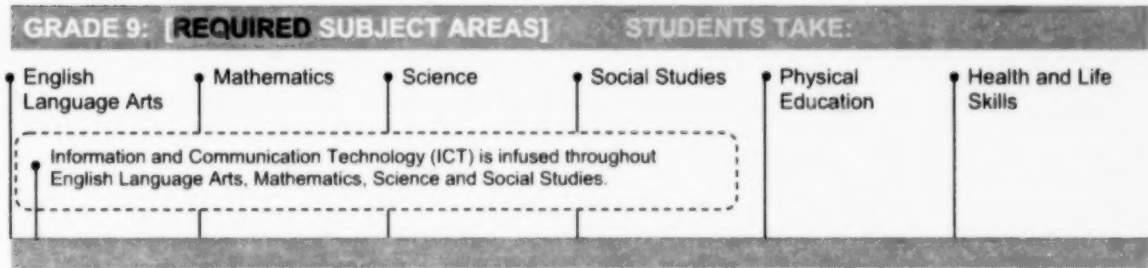 GRADE 9: [REQUIRED SUBJECT AREAS] STUDENTS TAKE:
English
Language Arts
Mathematics
Science
Social Studies
Physical
Education
Health and Life
Skills
Information and Communication Technology (ICT) is infused throughout
English Language Arts, Mathematics, Science and Social Studies.